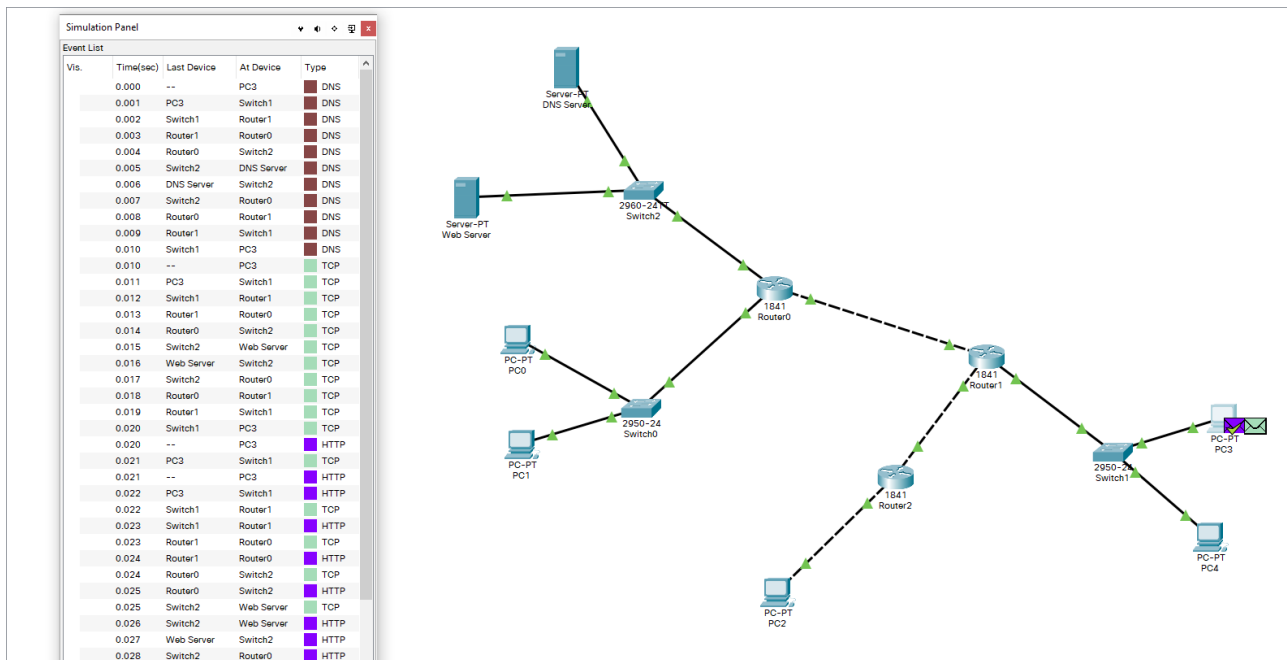 Simulation Panel
Event List
Vis. Time(sec) Last Device At Device Type
0.000 -- PC3 DNS
0.001 PC3 Switch1 DNS
0.002 Switch1 Router1 DNS
0.003 Router1 Router0 DNS
0.004 Router0 Switch2 DNS
0.005 Switch2 DNS Server DNS
0.006 DNS Server Switch2 DNS
0.007 Switch2 Router0 DNS
0.008 Router0 Router1 DNS
0.009 Router1 Switch1 DNS
0.010 Switch1 PC3 DNS
0.010 -- PC3 TCP
0.011 PC3 Switch1 TCP
0.012 Switch1 Router1 TCP
0.013 Router1 Router0 TCP
0.014 Router0 Switch2 TCP
0.015 Switch2 Web Server TCP
0.016 Web Server Switch2 TCP
0.017 Switch2 Router0 TCP
0.018 Router0 Router1 TCP
0.019 Router1 Switch1 TCP
0.020 Switch1 PC3 TCP
0.020 -- PC3 HTTP
0.021 PC3 Switch1 TCP
0.021 -- PC3 HTTP
0.022 PC3 Switch1 HTTP
0.022 Switch1 Router1 TCP
0.023 Switch1 Router1 HTTP
0.023 Router1 Router0 TCP
0.024 Router1 Router0 HTTP
0.024 Router0 Switch2 TCP
0.025 Router0 Switch2 HTTP
0.025 Switch2 Web Server TCP
0.026 Switch2 Web Server HTTP
0.027 Web Server Switch2 HTTP
0.028 Switch2 Router0 HTTP
Server-PT
DNS Server
Server-PT
Web Server
2960-24TT
Switch2
1841
Router0
PC-PT
PC0
2950-24
Switch0
PC-PT
PC1
1841
Router1
1841
Router2
PC-PT
PC2
PC-PT
PC3
2950-24
Switch1
PC-PT
PC4